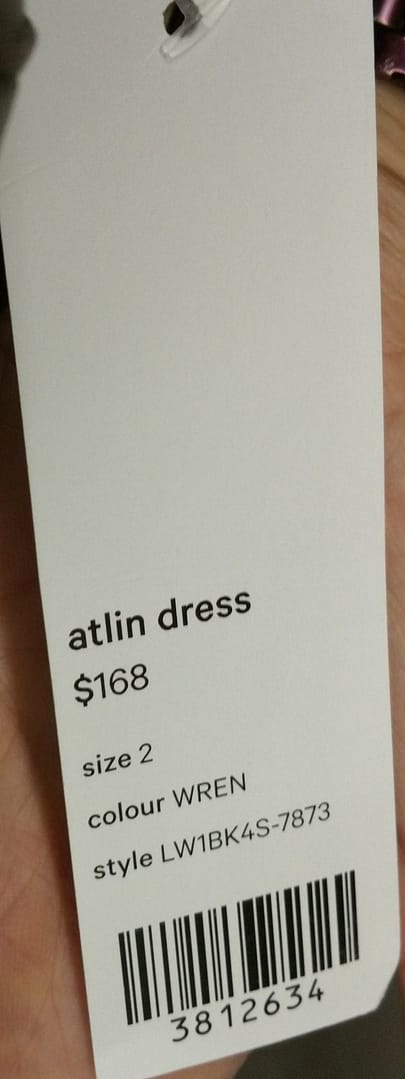 atlin dress
$168
size 2
colour WREN
style LW1BK4S-7873
3812634